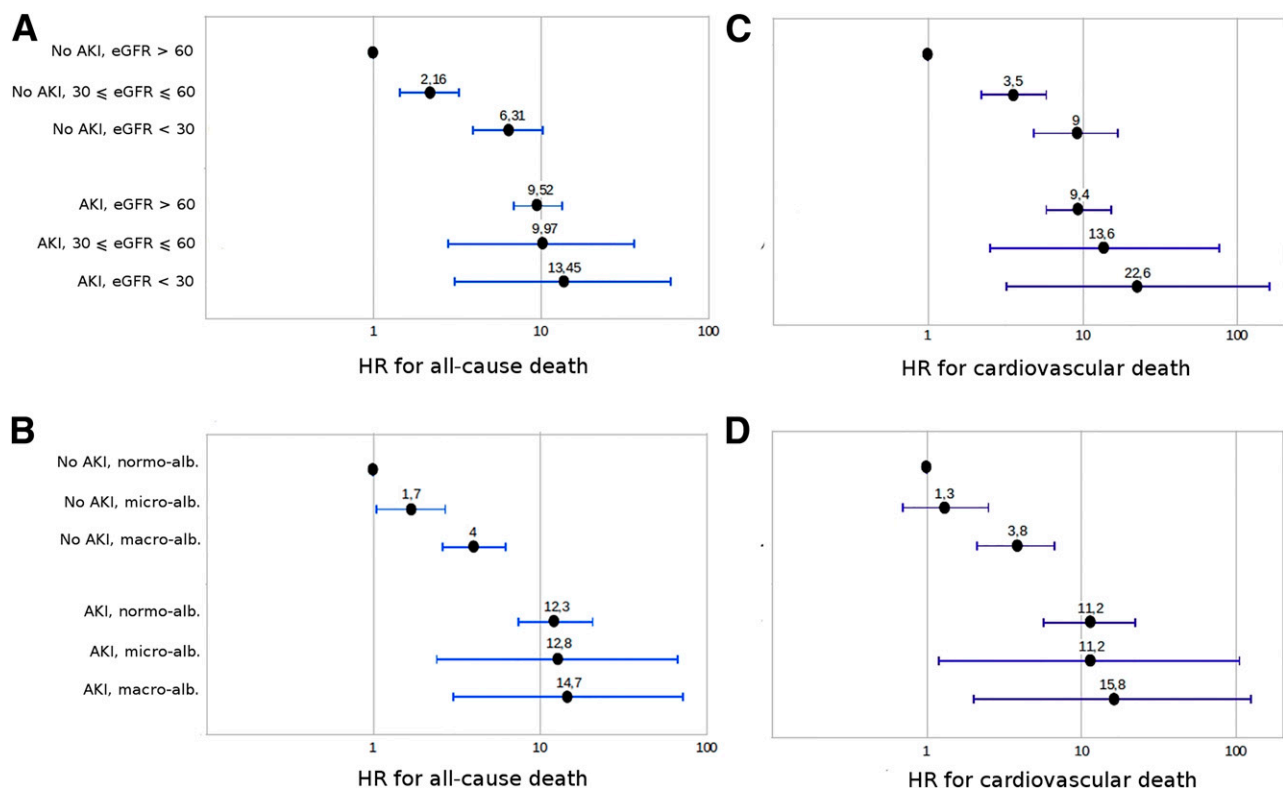 A
No AKI, eGFR > 60
No AKI, 30 ⩽ eGFR ⩽ 60
2,16
No AKI, eGFR < 30
6,31
AKI, eGFR > 60
9,52
AKI, 30 ⩽ eGFR ⩽ 60
9,97
AKI, eGFR < 30
13,45
1 10 100
HR for all-cause death
C
3,5
9
9,4
13,6
22,6
1 10 100
HR for cardiovascular death
B
No AKI, normo-alb.
No AKI, micro-alb.
1,7
No AKI, macro-alb.
4
AKI, normo-alb.
12,3
AKI, micro-alb.
12,8
AKI, macro-alb.
14,7
1 10 100
HR for all-cause death
D
1,3
3,8
11,2
11,2
15,8
1 10 100
HR for cardiovascular death